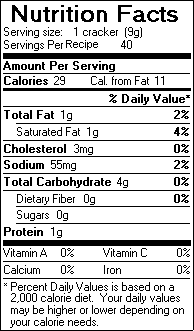 Nutrition Facts
Serving size: 1 cracker (9g)
Servings Per Recipe 40
Amount Per Serving
Calories 29 Cal. from Fat 11
% Daily Value*
Total Fat 1g 2%
Saturated Fat 1g 4%
Cholesterol 3mg 0%
Sodium 55mg 2%
Total Carbohydrate 4g 0%
Dietary Fiber 0g 0%
Sugars 0g
Protein 1g
Vitamin A 0% Vitamin C 0%
Calcium 0% Iron 0%
* Percent Daily Values is based on a
2,000 calorie diet. Your daily values
may be higher or lower depending on
your calorie needs.